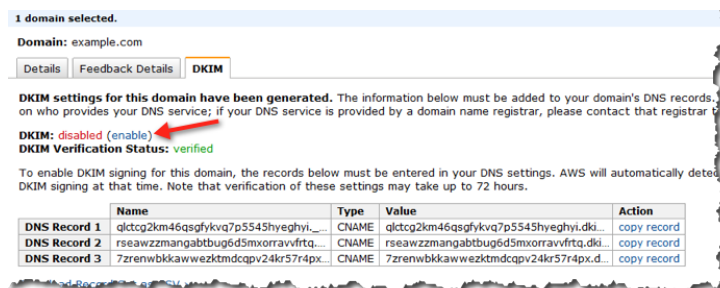 1 domain selected.
Domain: example.com
Details Feedback Details DKIM
DKIM settings for this domain have been generated. The information below must be added to your domain's DNS records.
on who provides your DNS service; if your DNS service is provided by a domain name registrar, please contact that registrar
DKIM: disabled (enable)
DKIM Verification Status: verified
To enable DKIM signing for this domain, the records below must be entered in your DNS settings. AWS will automatically
DKIM signing at that time. Note that verification of these settings may take up to 72 hours.
Name Type Value Action
DNS Record 1 qlctcg2km46qsgfykvq7p5545hyeghyi._... CNAME qlctcg2km46qsgfykvq7p5545hyeghyi.dki... copy record
DNS Record 2 rseawzzmangabtbug6d5mxorravvfrtq.... CNAME rseawzzmangabtbug6d5mxorravvfrtq.dki... copy record
DNS Record 3 7zrenwbkkawwezktmdcqpv24kr57r4px... CNAME 7zrenwbkkawwezktmdcqpv24kr57r4px.d... copy record